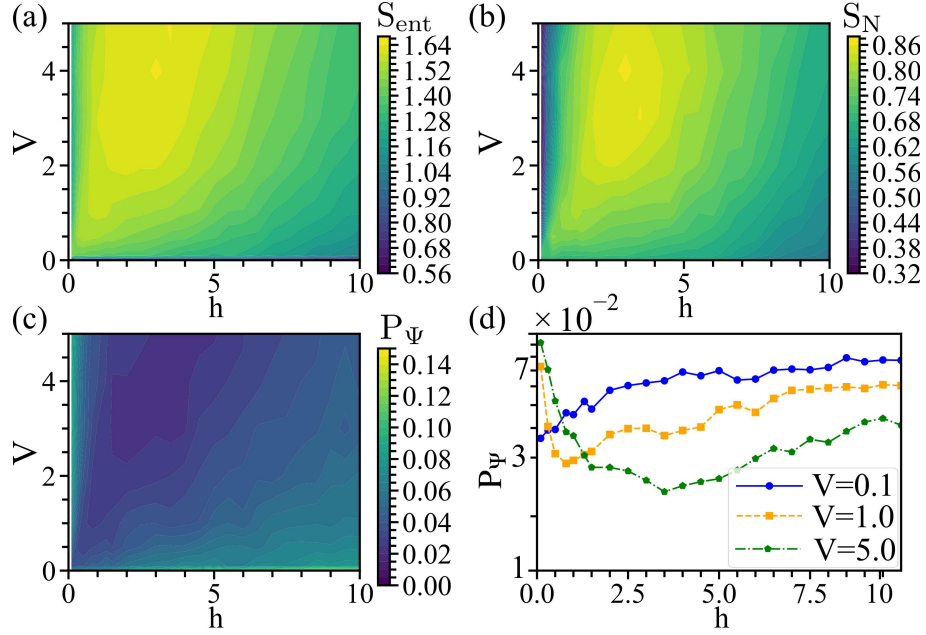 (a)
S_ent
1.64
1.52
1.40
1.28
1.16
1.04
0.92
0.80
0.68
0.56
V
4
2
0
0 5 10
h
(b)
S_N
0.86
0.80
0.74
0.68
0.62
0.56
0.50
0.44
0.38
0.32
V
4
2
0
0 5 10
h
(c)
P_Ψ
0.14
0.12
0.10
0.08
0.06
0.04
0.02
0.00
V
4
2
0
0 5 10
h
(d)
× 10⁻²
P_Ψ
7
3
1
0.0 2.5 5.0 7.5 10
h
V=0.1
V=1.0
V=5.0